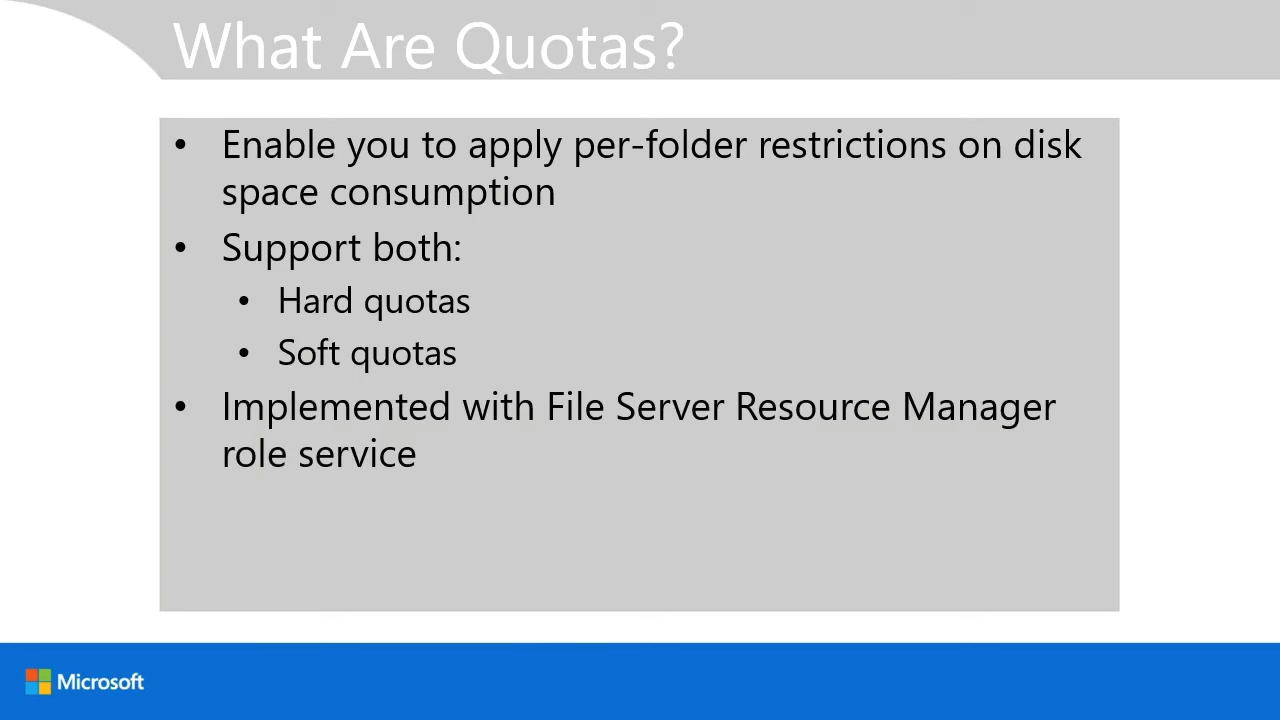 What Are Quotas?
• Enable you to apply per-folder restrictions on disk
space consumption
• Support both:
• Hard quotas
• Soft quotas
• Implemented with File Server Resource Manager
role service
Microsoft